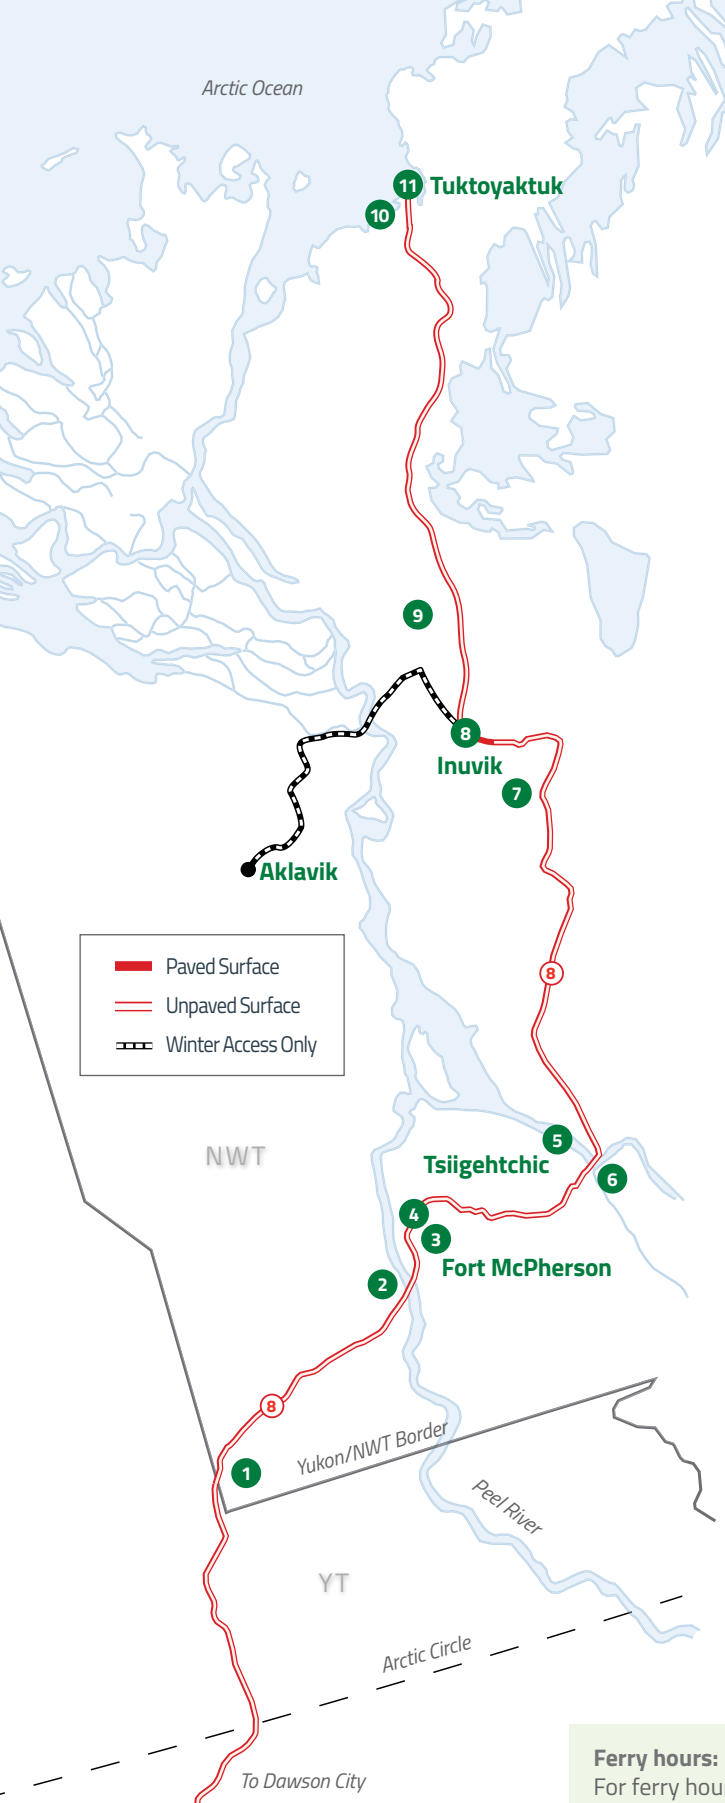 Arctic Ocean
11 Tuktoyaktuk
10
9
8
Inuvik
7
Aklavik
Paved Surface
Unpaved Surface
Winter Access Only
8
5
NWT
Tsiigehtchic
6
4
3
Fort McPherson
2
8
Yukon/NWT Border
1
Peel River
YT
Arctic Circle
To Dawson City
Ferry hours:
For ferry hou